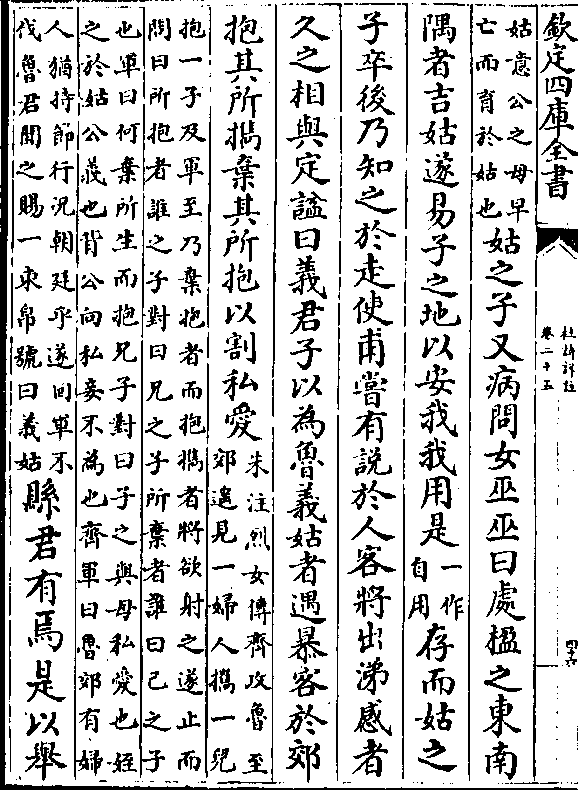 欽定四庫全書
杜詩詳註
卷二十五
四十六
姑意公之母早
亡而育於姑也
姑之子又病問女巫巫曰處楹之東南
隅者吉姑遂易子之地以安我我用是
一作
自用
存而姑之
子卒後乃知之於走使甫嘗有說於人客將出涕感者
久之相與定諡曰義君子以為魯義姑者遇暴客於郊
抱其所攜棄其所抱以割私愛
朱注烈女傳齊攻魯至
郊遙見一婦人攜一兒
抱一子及軍至乃棄抱者而抱攜者將欲射之遂止而
問曰所抱者誰之子對曰兄之子所棄者誰曰己之子
也軍曰何棄所生而抱兄子對曰子之與母私愛也姪
之於姑公義也背公向私妾不為也齊軍曰魯郊有婦
人猶持節行況朝廷乎遂回軍不
伐魯君聞之賜一束帛號曰義姑
縣君有焉是以舉